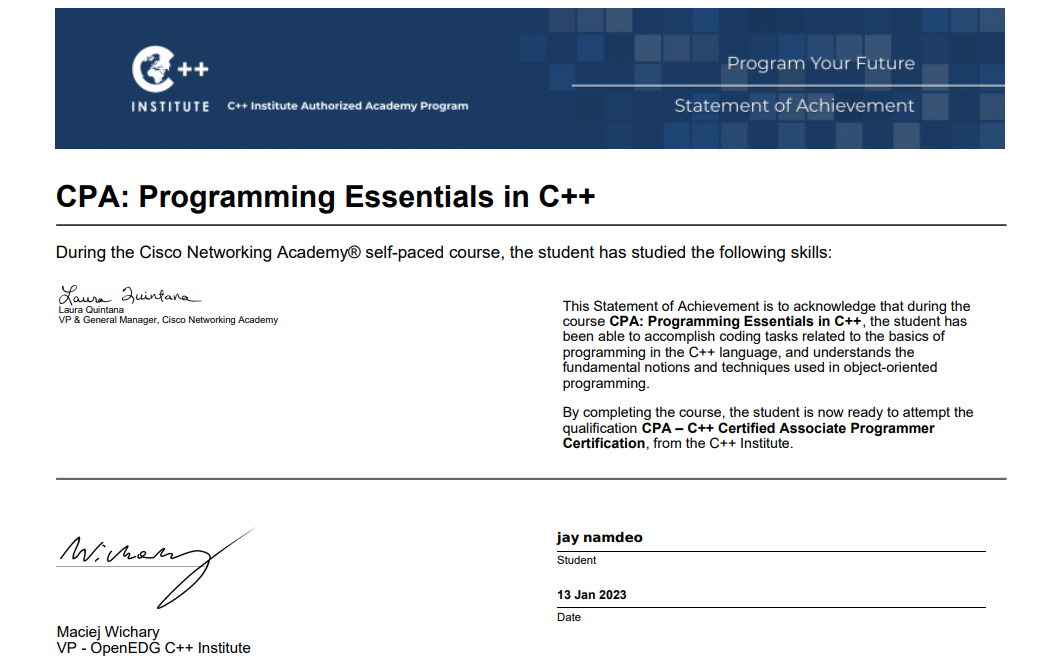 C++
INSTITUTE
C++ Institute Authorized Academy Program
Program Your Future
Statement of Achievement
CPA: Programming Essentials in C++
During the Cisco Networking Academy® self-paced course, the student has studied the following skills:
Laura Quintana
Laura Quintana
VP & General Manager, Cisco Networking Academy
This Statement of Achievement is to acknowledge that during the
course CPA: Programming Essentials in C++, the student has
been able to accomplish coding tasks related to the basics of
programming in the C++ language, and understands the
fundamental notions and techniques used in object-oriented
programming.
By completing the course, the student is now ready to attempt the
qualification CPA – C++ Certified Associate Programmer
Certification, from the C++ Institute.
W. Wichary
Maciej Wichary
VP - OpenEDG C++ Institute
jay namdeo
Student
13 Jan 2023
Date